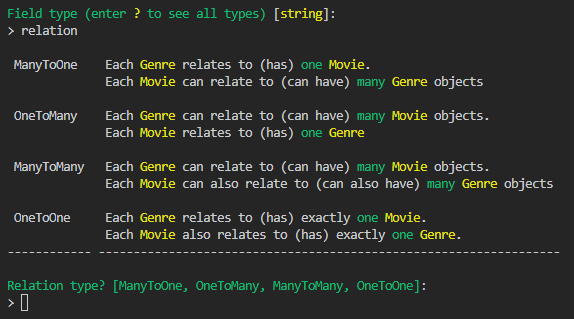 Field type (enter ? to see all types) [string]:
> relation
ManyToOne Each Genre relates to (has) one Movie.
Each Movie can relate to (can have) many Genre objects
OneToMany Each Genre can relate to (can have) many Movie objects.
Each Movie relates to (has) one Genre
ManyToMany Each Genre can relate to (can have) many Movie objects.
Each Movie can also relate to (can also have) many Genre objects
OneToOne Each Genre relates to (has) exactly one Movie.
Each Movie also relates to (has) exactly one Genre.
------------ --------------------------------------------------------------------
Relation type? [ManyToOne, OneToMany, ManyToMany, OneToOne]:
>